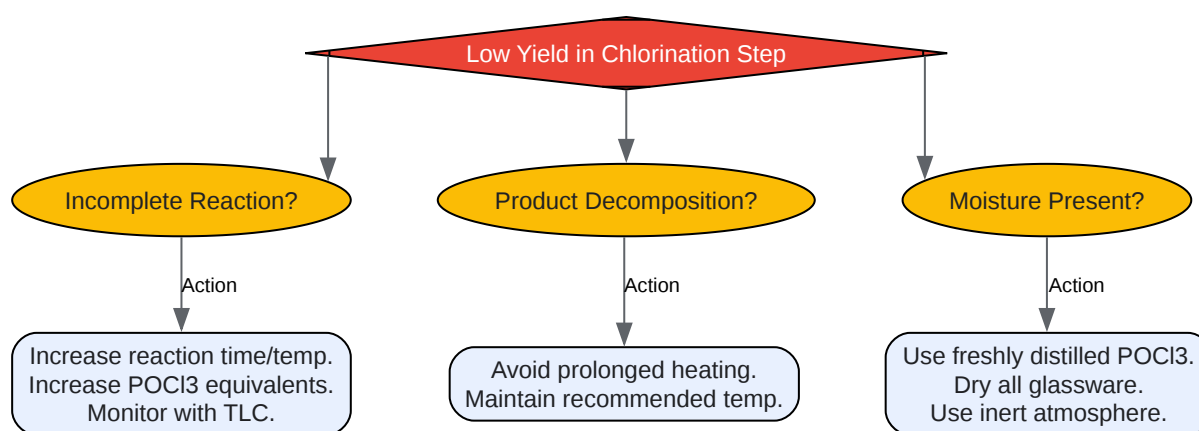 Low Yield in Chlorination Step
Incomplete Reaction?
Product Decomposition?
Moisture Present?
Action
Action
Action
Increase reaction time/temp.
Increase POCl3 equivalents.
Monitor with TLC.
Avoid prolonged heating.
Maintain recommended temp.
Use freshly distilled POCl3.
Dry all glassware.
Use inert atmosphere.